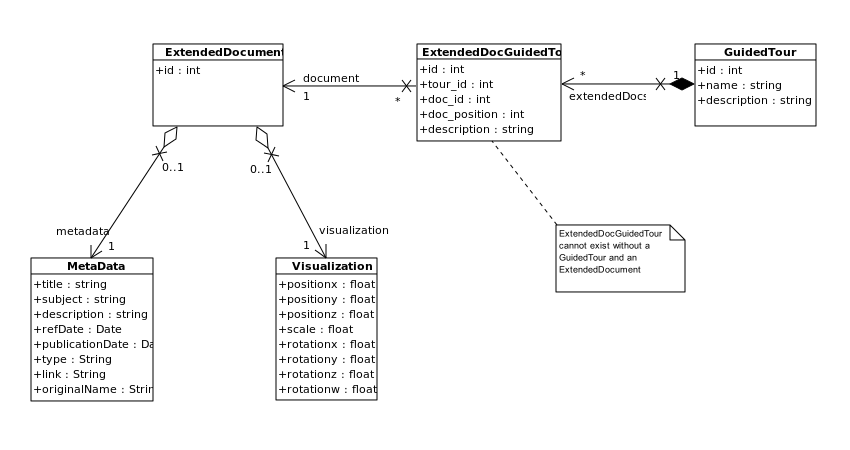 ExtendedDocument
+id : int
document
1
*
ExtendedDocGuidedTo
+id : int
+tour_id : int
+doc_id : int
+doc_position : int
+description : string
*
extendedDocs
1
GuidedTour
+id : int
+name : string
+description : string
0..1
0..1
metadata
1
visualization
1
ExtendedDocGuidedTour
cannot exist without a
GuidedTour and an
ExtendedDocument
MetaData
+title : string
+subject : string
+description : string
+refDate : Date
+publicationDate : Da
+type : String
+link : String
+originalName : Strin
Visualization
+positionx : float
+positiony : float
+positionz : float
+scale : float
+rotationx : float
+rotationy : float
+rotationz : float
+rotationw : float